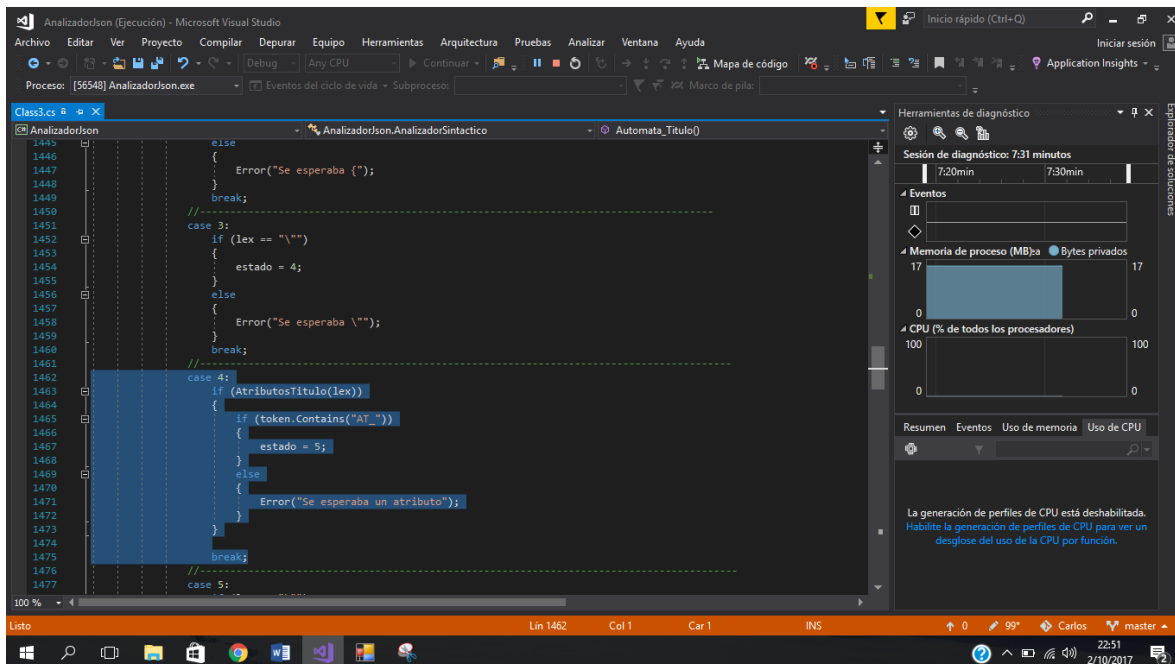 AnalizadorJson (Ejecución) - Microsoft Visual Studio
Inicio rápido (Ctrl+Q)
Archivo Editar Ver Proyecto Compilar Depurar Equipo Herramientas Arquitectura Pruebas Analizar Ventana Ayuda
Iniciar sesión
Debug Any CPU Continuar Mapa de código Application Insights
Proceso: [56548] AnalizadorJson.exe Eventos del ciclo de vida Subproceso: Marco de pila:
Class3.cs
AnalizadorJson AnalizadorJson.AnalizadorSintactico Automata_Titulo()
1445 else
1446 {
1447 Error("Se esperaba {");
1448 }
1449 break;
1450 //-------------------------------------------------------------------------------------
1451 case 3:
1452 if (lex == "\"")
1453 {
1454 estado = 4;
1455 }
1456 else
1457 {
1458 Error("Se esperaba \"");
1459 }
1460 break;
1461 //----------------------------------------------------------------------------------------
1462 case 4:
1463 if (AtributosTitulo(lex))
1464 {
1465 if (token.Contains("AT_"))
1466 {
1467 estado = 5;
1468 }
1469 else
1470 {
1471 Error("Se esperaba un atributo");
1472 }
1473 }
1474
1475 break;
1476 //-----------------------------------------------------------------------------------------
1477 case 5:
100 %
Herramientas de diagnóstico
Sesión de diagnóstico: 7:31 minutos
7:20min 7:30min
Eventos
Memoria de proceso (MB) Bytes privados
17 17
0 0
CPU (% de todos los procesadores)
100 100
0 0
Resumen Eventos Uso de memoria Uso de CPU
La generación de perfiles de CPU está deshabilitada.
Habilite la generación de perfiles de CPU para ver un
desglose del uso de la CPU por función.
Explorador de soluciones
Listo Lín 1462 Col 1 Car 1 INS 0 99* Carlos master
22:51
2/10/2017